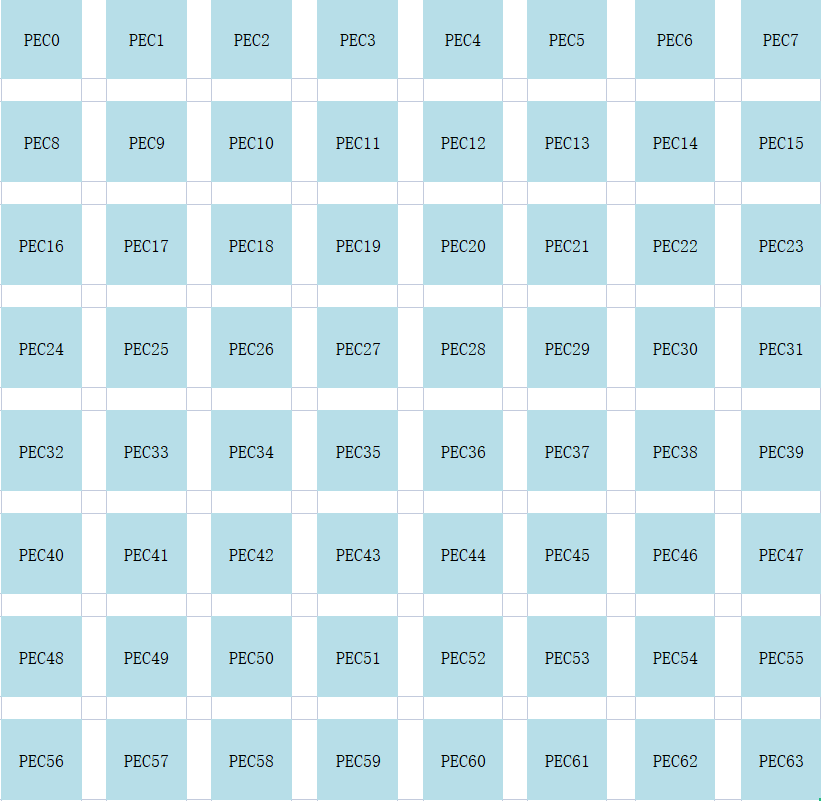 PEC0 PEC1 PEC2 PEC3 PEC4 PEC5 PEC6 PEC7
PEC8 PEC9 PEC10 PEC11 PEC12 PEC13 PEC14 PEC15
PEC16 PEC17 PEC18 PEC19 PEC20 PEC21 PEC22 PEC23
PEC24 PEC25 PEC26 PEC27 PEC28 PEC29 PEC30 PEC31
PEC32 PEC33 PEC34 PEC35 PEC36 PEC37 PEC38 PEC39
PEC40 PEC41 PEC42 PEC43 PEC44 PEC45 PEC46 PEC47
PEC48 PEC49 PEC50 PEC51 PEC52 PEC53 PEC54 PEC55
PEC56 PEC57 PEC58 PEC59 PEC60 PEC61 PEC62 PEC63